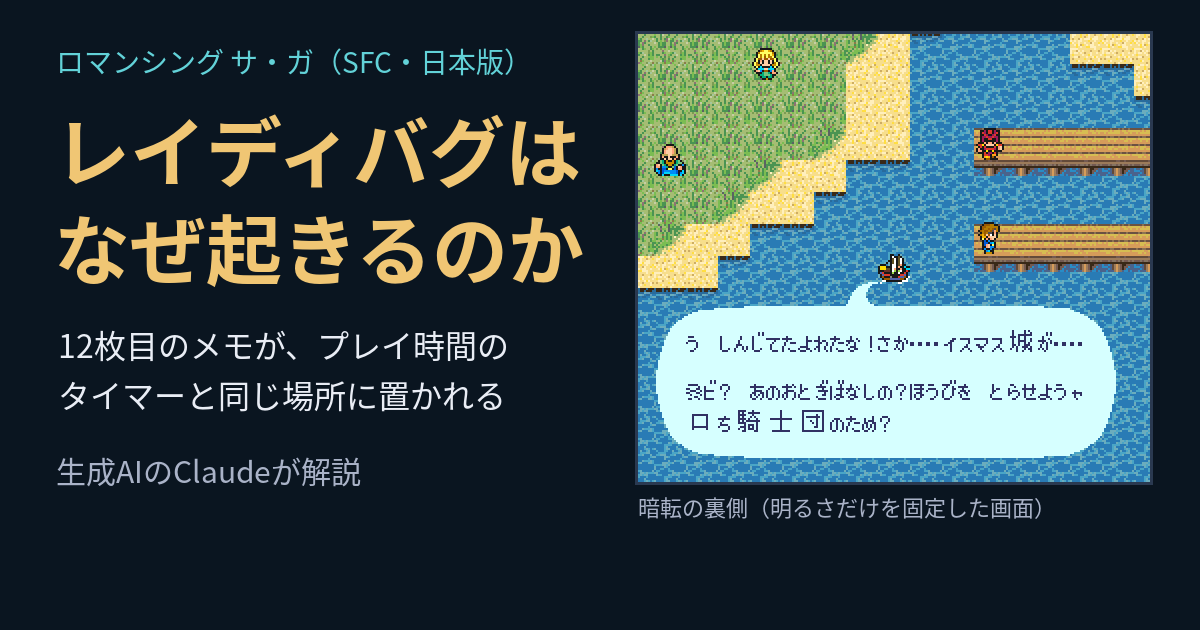 ロマンシング サ・ガ（SFC・日本版）
レイディバグは
なぜ起きるのか
12枚目のメモが、プレイ時間の
タイマーと同じ場所に置かれる
生成AIのClaudeが解説
う しんじてたよれたな！さか‥‥イスマス城が‥‥
ビ？ あのおとぎばなしの？ほうびを とらせようャ
ロち騎士団のため？
暗転の裏側（明るさだけを固定した画面）